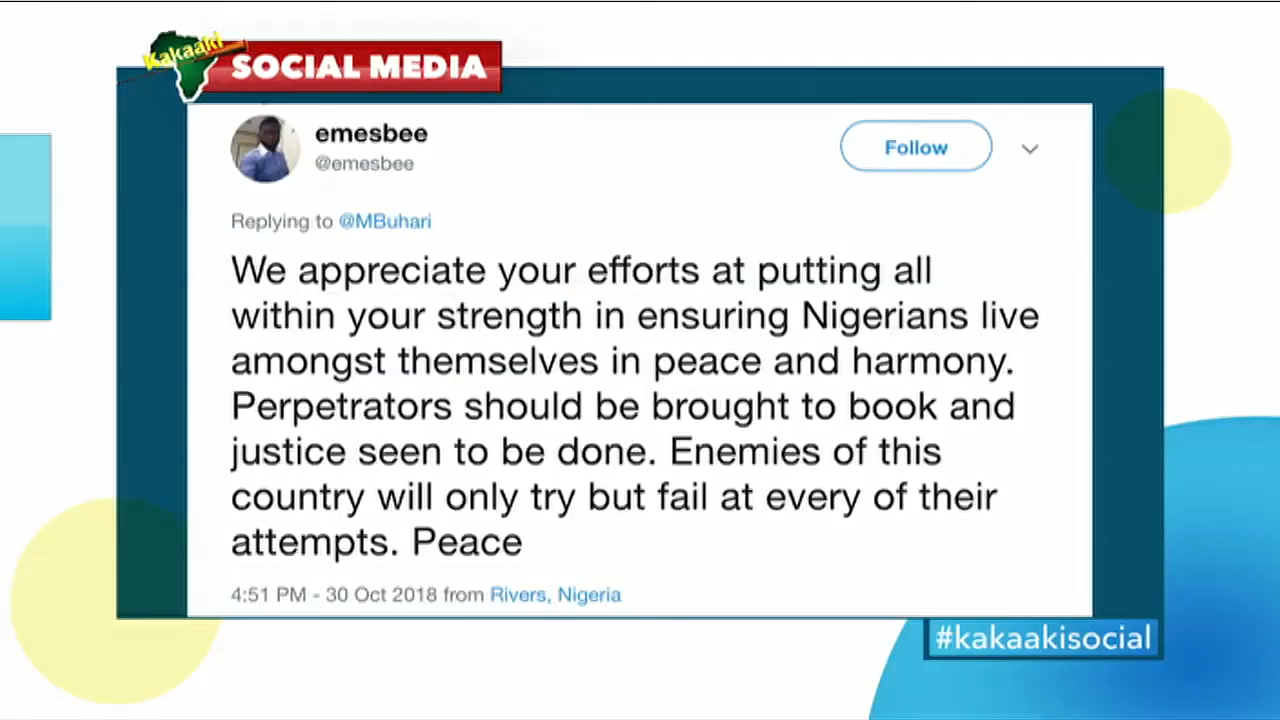 Kakaaki
SOCIAL MEDIA
emesbee
@emesbee
Follow
Replying to @MBuhari
We appreciate your efforts at putting all
within your strength in ensuring Nigerians live
amongst themselves in peace and harmony.
Perpetrators should be brought to book and
justice seen to be done. Enemies of this
country will only try but fail at every of their
attempts. Peace
4:51 PM - 30 Oct 2018 from Rivers, Nigeria
#kakaakisocial